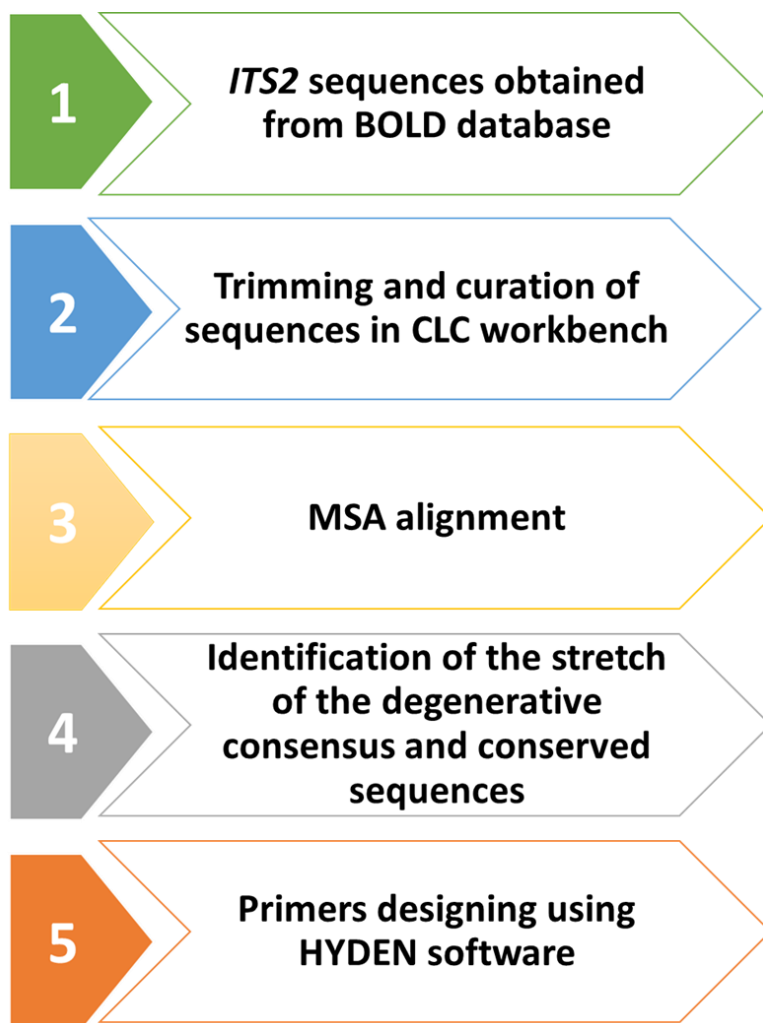 1
ITS2 sequences obtained
from BOLD database
2
Trimming and curation of
sequences in CLC workbench
3
MSA alignment
4
Identification of the stretch
of the degenerative
consensus and conserved
sequences
5
Primers designing using
HYDEN software